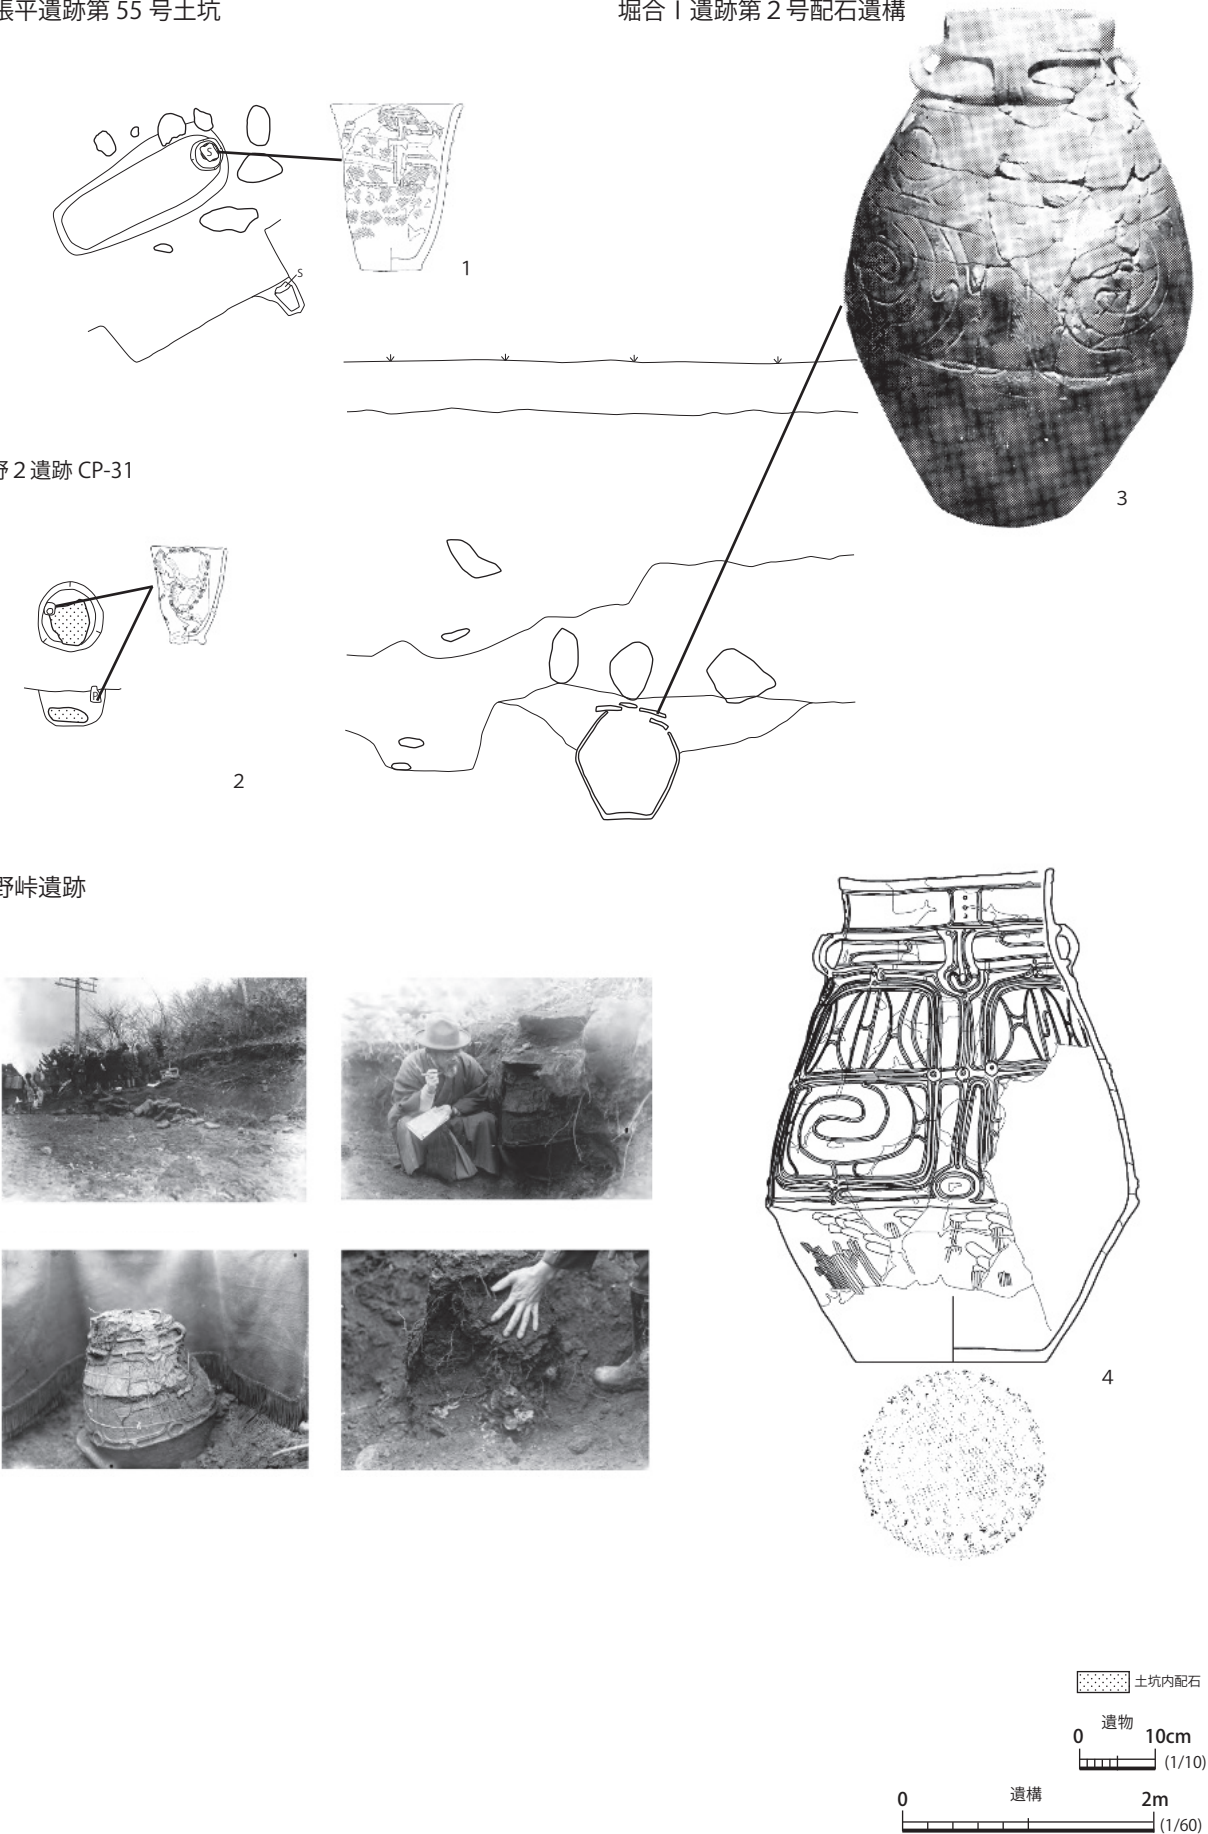 張平遺跡第 55 号土坑
堀合Ⅰ遺跡第２号配石遺構
S
S
1
3
野２遺跡 CP-31
P
2
野峠遺跡
4
土坑内配石
遺物
0 10cm
(1/10)
遺構
0 2m
(1/60)